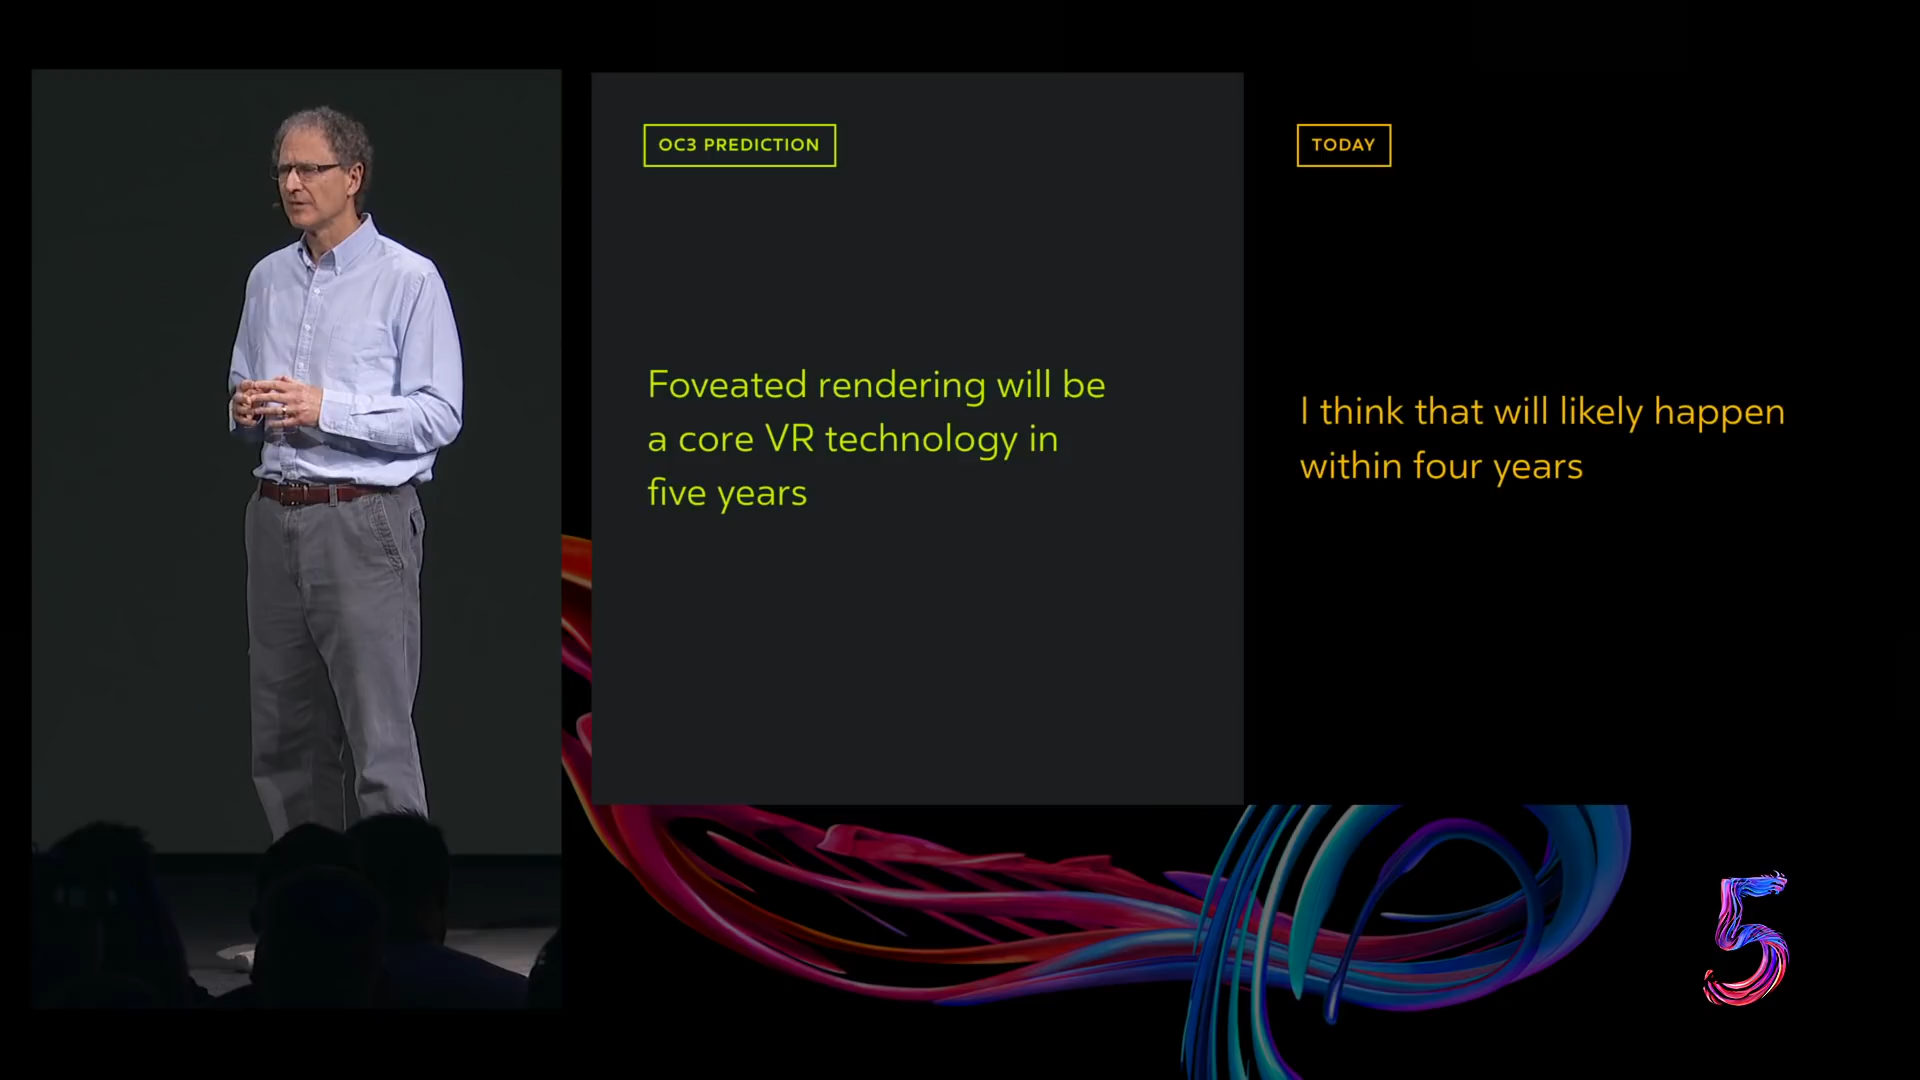 OC3 PREDICTION
Foveated rendering will be
a core VR technology in
five years
TODAY
I think that will likely happen
within four years
5